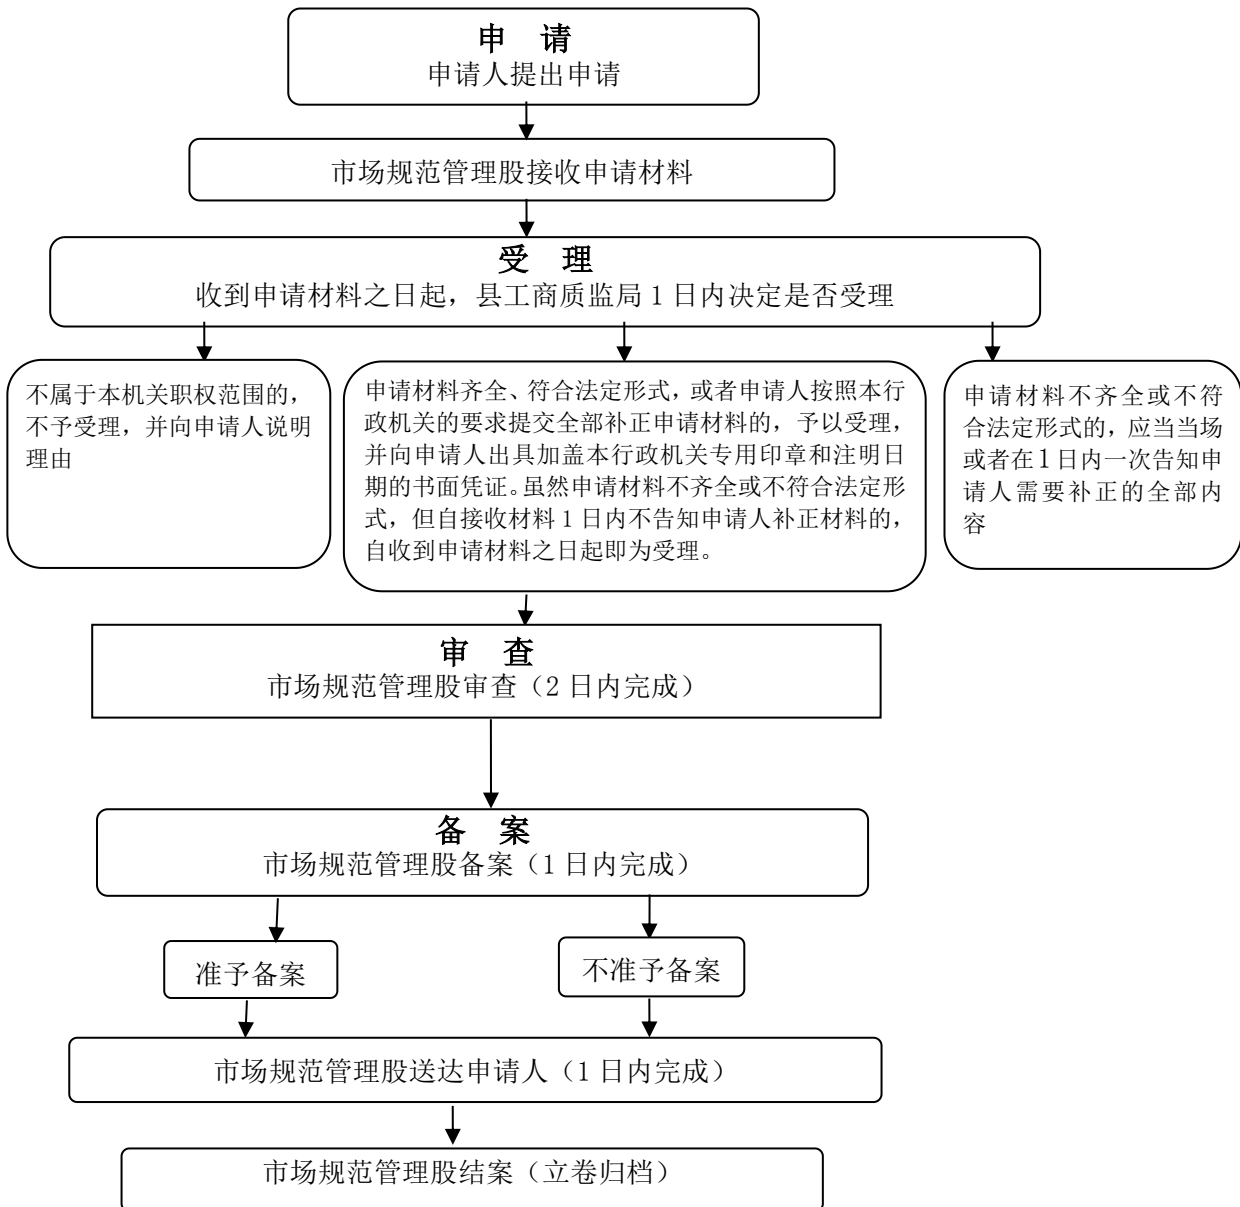 申 请
申请人提出申请
市场规范管理股接收申请材料
受 理
收到申请材料之日起，县工商质监局 1 日内决定是否受理
不属于本机关职权范围的，
不予受理，并向申请人说明
理由
申请材料齐全、符合法定形式，或者申请人按照本行
政机关的要求提交全部补正申请材料的，予以受理，
并向申请人出具加盖本行政机关专用印章和注明日
期的书面凭证。虽然申请材料不齐全或不符合法定形
式，但自接收材料 1 日内不告知申请人补正材料的，
自收到申请材料之日起即为受理。
申请材料不齐全或不符
合法定形式的，应当当场
或者在 1 日内一次告知申
请人需要补正的全部内
容
审 查
市场规范管理股审查（2 日内完成）
备 案
市场规范管理股备案（1 日内完成）
准予备案
不准予备案
市场规范管理股送达申请人（1 日内完成）
市场规范管理股结案（立卷归档）